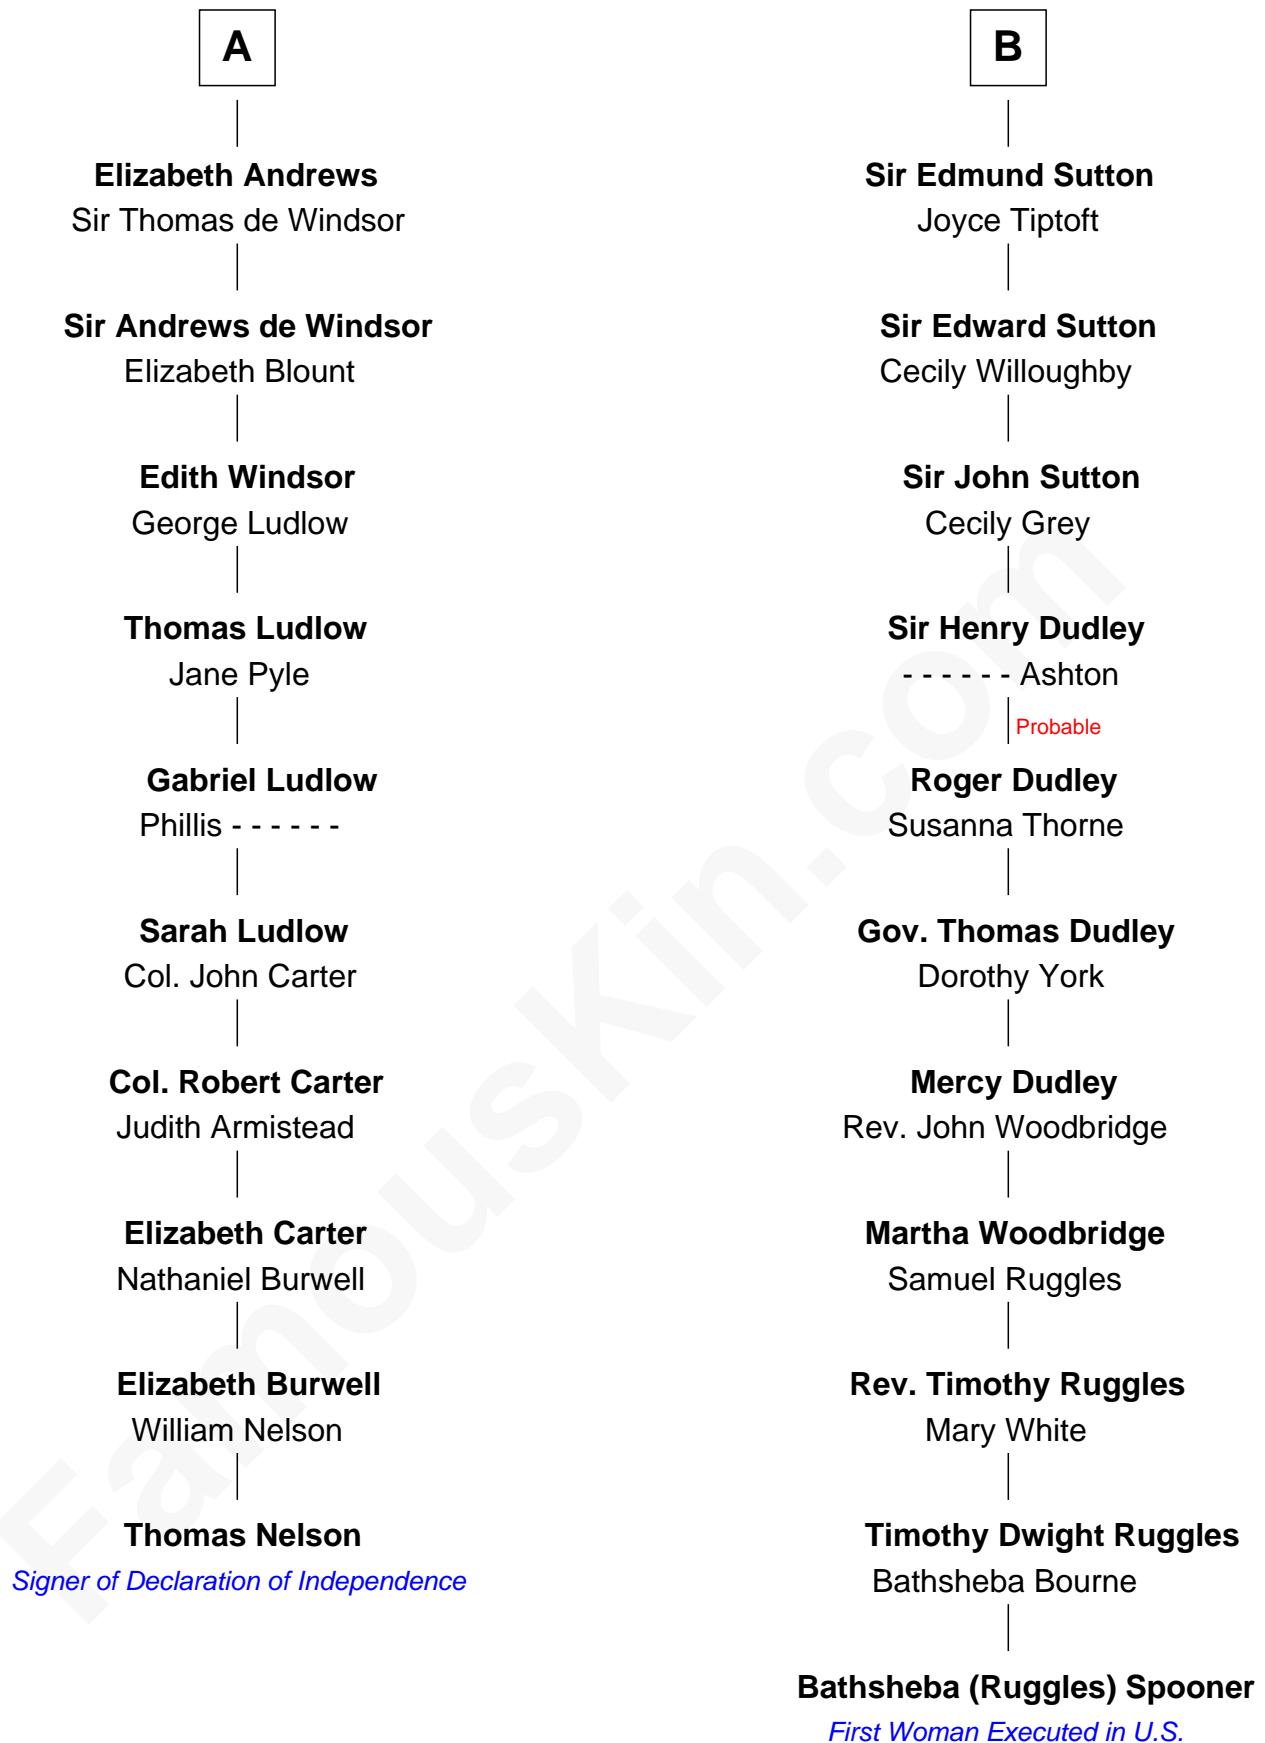 A
Elizabeth Andrews
Sir Thomas de Windsor
Sir Andrews de Windsor
Elizabeth Blount
Edith Windsor
George Ludlow
Thomas Ludlow
Jane Pyle
Gabriel Ludlow
Phillis - - - - - -
Sarah Ludlow
Col. John Carter
Col. Robert Carter
Judith Armistead
Elizabeth Carter
Nathaniel Burwell
Elizabeth Burwell
William Nelson
Thomas Nelson
Signer of Declaration of Independence
B
Sir Edmund Sutton
Joyce Tiptoft
Sir Edward Sutton
Cecily Willoughby
Sir John Sutton
Cecily Grey
Sir Henry Dudley
- - - - - - Ashton
Probable
Roger Dudley
Susanna Thorne
Gov. Thomas Dudley
Dorothy York
Mercy Dudley
Rev. John Woodbridge
Martha Woodbridge
Samuel Ruggles
Rev. Timothy Ruggles
Mary White
Timothy Dwight Ruggles
Bathsheba Bourne
Bathsheba (Ruggles) Spooner
First Woman Executed in U.S.
FamousKin.com